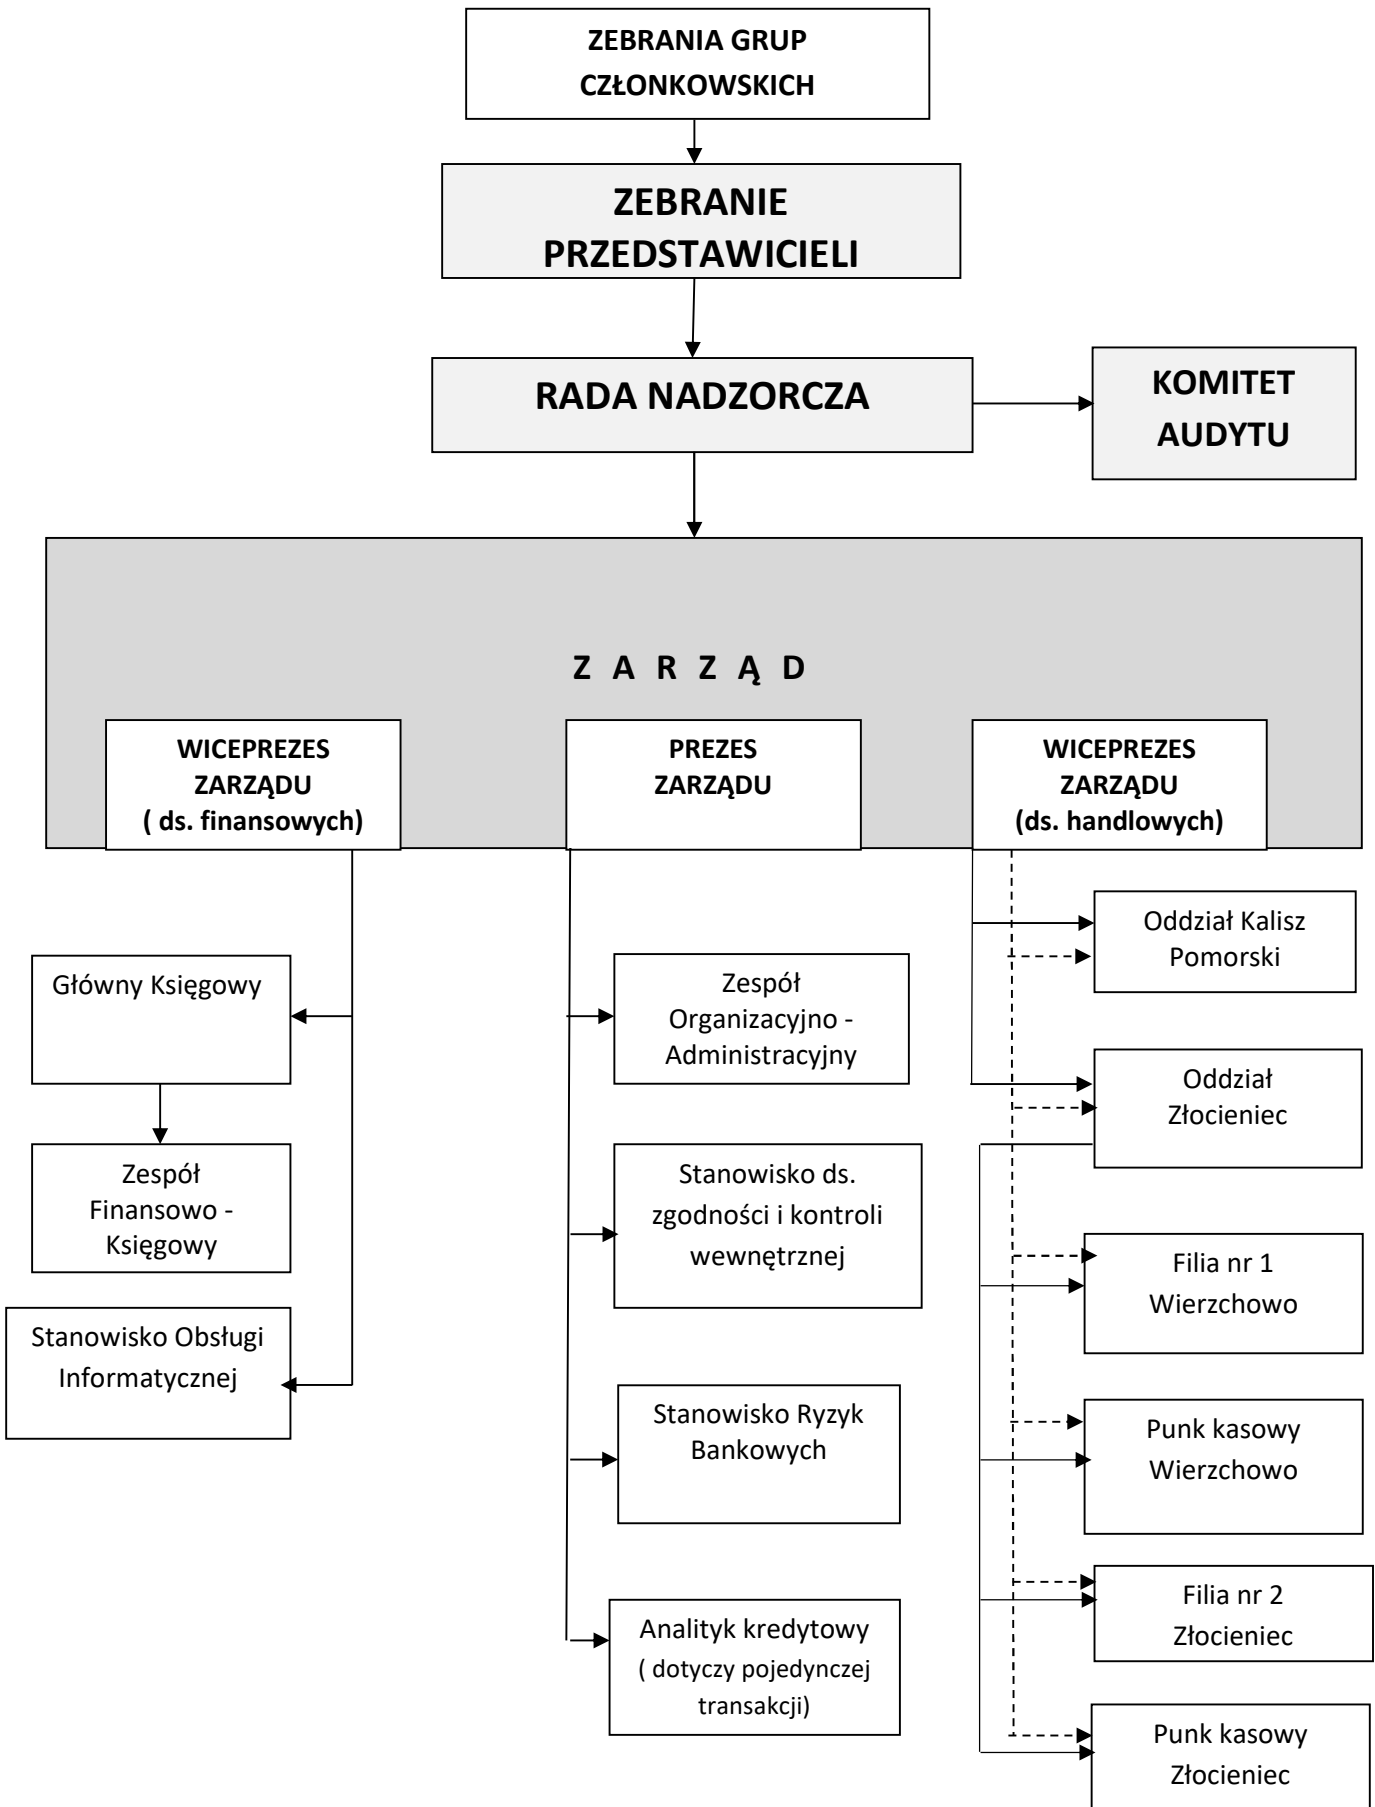 ZEBRANIA GRUP
CZŁONKOWSKICH
ZEBRANIE
PRZEDSTAWICIELI
RADA NADZORCZA
KOMITET
AUDYTU
Z A R Z Ą D
WICEPREZES
ZARZĄDU
( ds. finansowych)
PREZES
ZARZĄDU
WICEPREZES
ZARZĄDU
(ds. handlowych)
Główny Księgowy
Zespół
Finansowo -
Księgowy
Stanowisko Obsługi
Informatycznej
Zespół
Organizacyjno -
Administracyjny
Stanowisko ds.
zgodności i kontroli
wewnętrznej
Stanowisko Ryzyk
Bankowych
Analityk kredytowy
( dotyczy pojedynczej
transakcji)
Oddział Kalisz
Pomorski
Oddział
Złocieniec
Filia nr 1
Wierzchowo
Punk kasowy
Wierzchowo
Filia nr 2
Złocieniec
Punk kasowy
Złocieniec